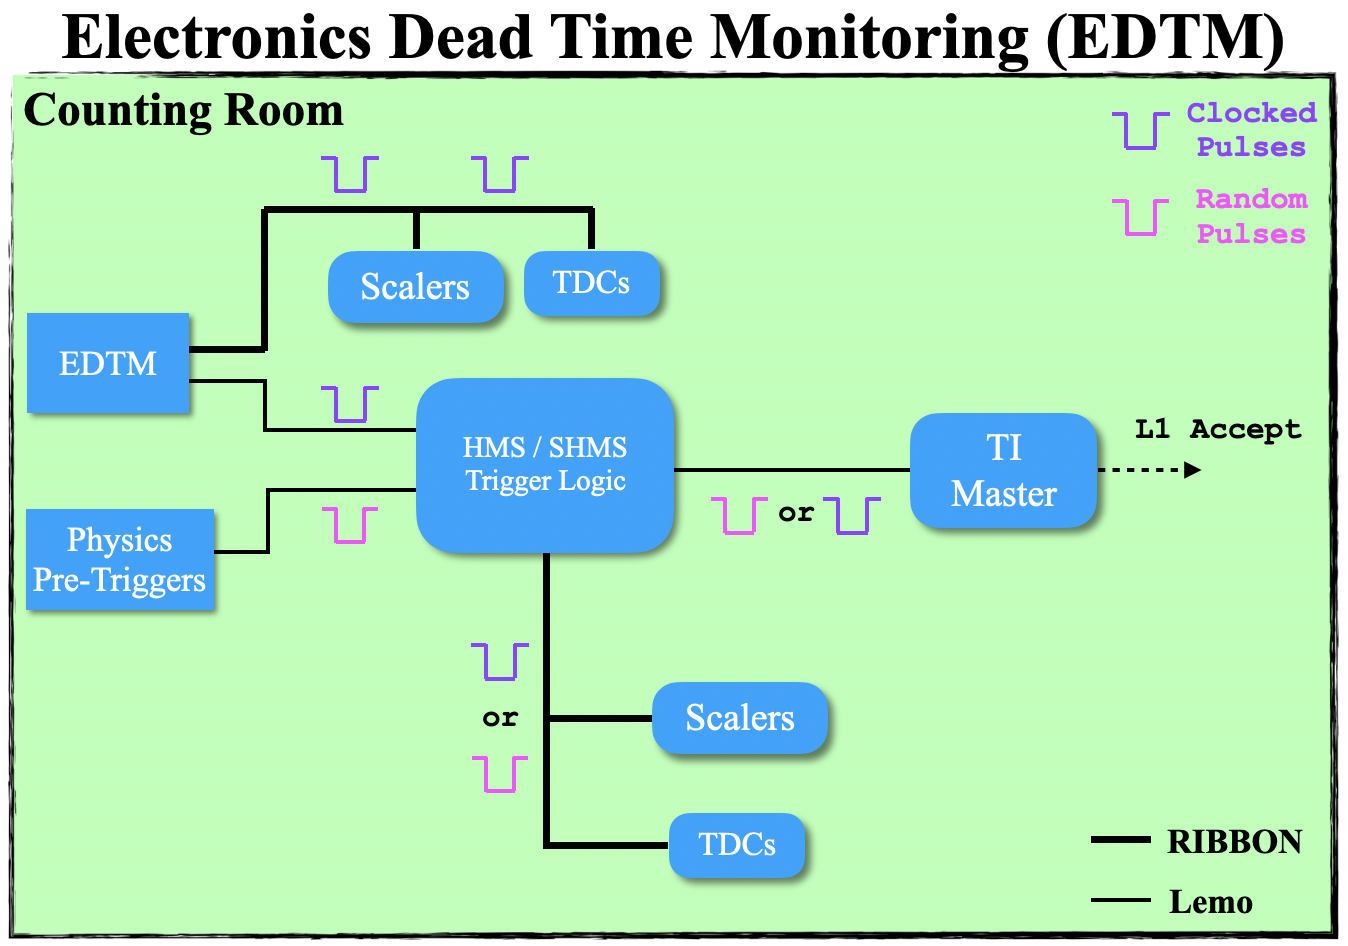 Electronics Dead Time Monitoring (EDTM)
Counting Room
Clocked
Pulses
Random
Pulses
Scalers
TDCs
EDTM
HMS / SHMS
Trigger Logic
TI
Master
L1 Accept
or
Physics
Pre-Triggers
or
Scalers
TDCs
RIBBON
Lemo